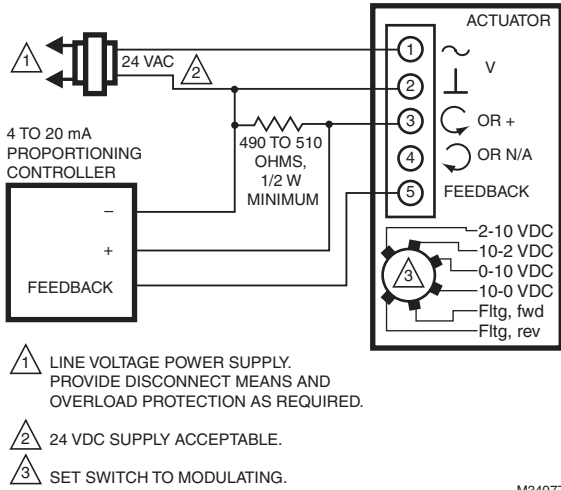 ACTUATOR
1
24 VAC
2
1
V
2
4 TO 20 mA
PROPORTIONING
CONTROLLER
490 TO 510
OHMS,
1/2 W
MINIMUM
3
OR +
4
OR N/A
5
FEEDBACK
–
+
FEEDBACK
3
2-10 VDC
10-2 VDC
0-10 VDC
10-0 VDC
Fltg, fwd
Fltg, rev
1 LINE VOLTAGE POWER SUPPLY.
PROVIDE DISCONNECT MEANS AND
OVERLOAD PROTECTION AS REQUIRED.
2 24 VDC SUPPLY ACCEPTABLE.
3 SET SWITCH TO MODULATING.